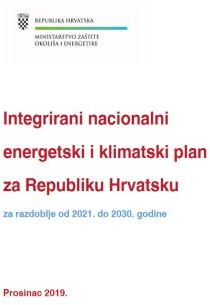 REPUBLIKA HRVATSKA
MINISTARSTVO ZAŠTITE
OKOLIŠA I ENERGETIKE
Integrirani nacionalni
energetski i klimatski plan
za Republiku Hrvatsku
za razdoblje od 2021. do 2030. godine
Prosinac 2019.